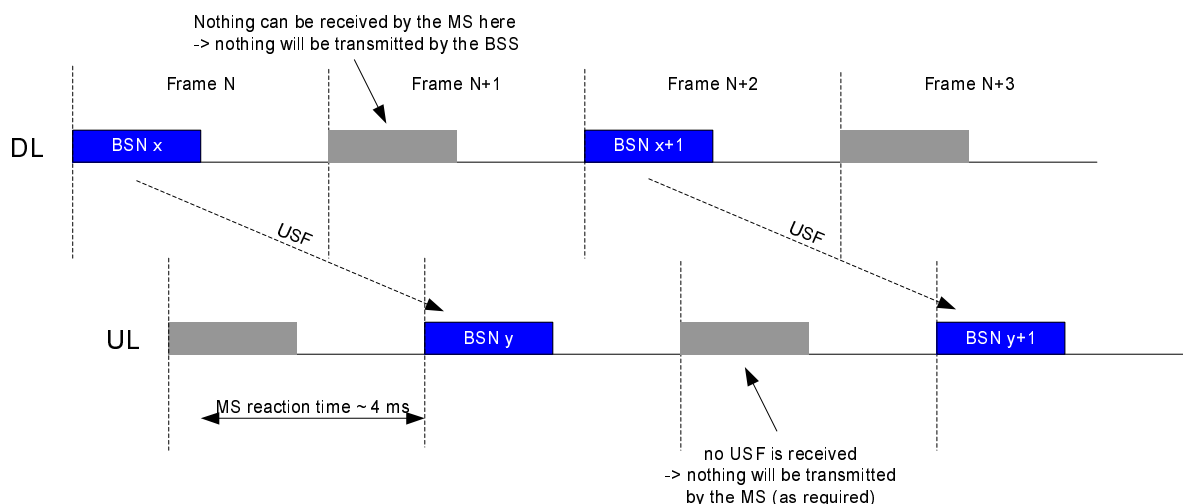 Nothing can be received by the MS here
-> nothing will be transmitted by the BSS
Frame N
Frame N+1
Frame N+2
Frame N+3
DL
BSN x
BSN x+1
USF
USF
UL
BSN y
BSN y+1
MS reaction time ~ 4 ms
no USF is received
-> nothing will be transmitted
by the MS (as required)